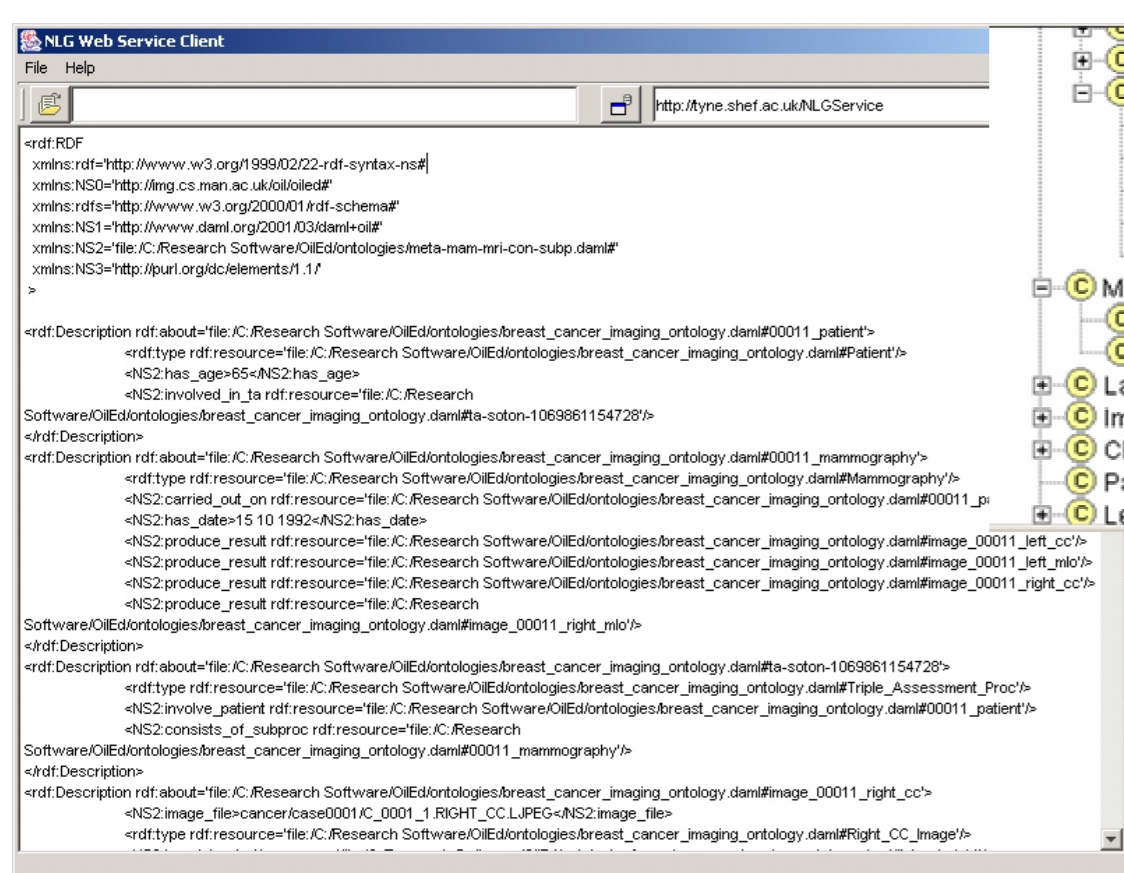 NLG Web Service Client
File Help
http://tyne.shef.ac.uk/NLGService
<rdf:RDF
xmlns:rdf='http://www.w3.org/1999/02/22-rdf-syntax-ns#
xmlns:NS0='http://img.cs.man.ac.uk/oil/oiled#'
xmlns:rdfs='http://www.w3.org/2000/01/rdf-schema#'
xmlns:NS1='http://www.daml.org/2001/03/daml+oil#'
xmlns:NS2='file:/C:/Research Software/OilEd/ontologies/meta-mam-mri-con-subp.daml#'
xmlns:NS3='http://purl.org/dc/elements/1.1/'
>
<rdf:Description rdf:about='file:/C:/Research Software/OilEd/ontologies/breast_cancer_imaging_ontology.daml#00011_patient'>
<rdf:type rdf:resource='file:/C:/Research Software/OilEd/ontologies/breast_cancer_imaging_ontology.daml#Patient'/>
<NS2:has_age>65</NS2:has_age>
<NS2:involved_in_ta rdf:resource='file:/C:/Research
Software/OilEd/ontologies/breast_cancer_imaging_ontology.daml#ta-soton-1069861154728'/>
</rdf:Description>
<rdf:Description rdf:about='file:/C:/Research Software/OilEd/ontologies/breast_cancer_imaging_ontology.daml#00011_mammography'>
<rdf:type rdf:resource='file:/C:/Research Software/OilEd/ontologies/breast_cancer_imaging_ontology.daml#Mammography'/>
<NS2:carried_out_on rdf:resource='file:/C:/Research Software/OilEd/ontologies/breast_cancer_imaging_ontology.daml#00011_pa
<NS2:has_date>15 10 1992</NS2:has_date>
<NS2:produce_result rdf:resource='file:/C:/Research Software/OilEd/ontologies/breast_cancer_imaging_ontology.daml#image_00011_left_cc'/>
<NS2:produce_result rdf:resource='file:/C:/Research Software/OilEd/ontologies/breast_cancer_imaging_ontology.daml#image_00011_left_mlo'/>
<NS2:produce_result rdf:resource='file:/C:/Research Software/OilEd/ontologies/breast_cancer_imaging_ontology.daml#image_00011_right_cc'/>
<NS2:produce_result rdf:resource='file:/C:/Research
Software/OilEd/ontologies/breast_cancer_imaging_ontology.daml#image_00011_right_mlo'/>
</rdf:Description>
<rdf:Description rdf:about='file:/C:/Research Software/OilEd/ontologies/breast_cancer_imaging_ontology.daml#ta-soton-1069861154728'>
<rdf:type rdf:resource='file:/C:/Research Software/OilEd/ontologies/breast_cancer_imaging_ontology.daml#Triple_Assessment_Proc'/>
<NS2:involve_patient rdf:resource='file:/C:/Research Software/OilEd/ontologies/breast_cancer_imaging_ontology.daml#00011_patient'/>
<NS2:consists_of_subproc rdf:resource='file:/C:/Research
Software/OilEd/ontologies/breast_cancer_imaging_ontology.daml#00011_mammography'/>
</rdf:Description>
<rdf:Description rdf:about='file:/C:/Research Software/OilEd/ontologies/breast_cancer_imaging_ontology.daml#image_00011_right_cc'>
<NS2:image_file>cancer/case0001/C_0001_1.RIGHT_CC.LJPEG</NS2:image_file>
<rdf:type rdf:resource='file:/C:/Research Software/OilEd/ontologies/breast_cancer_imaging_ontology.daml#Right_CC_Image'/>
C
C
C M
C
C
C La
C Im
C Cl
C Pa
C Le